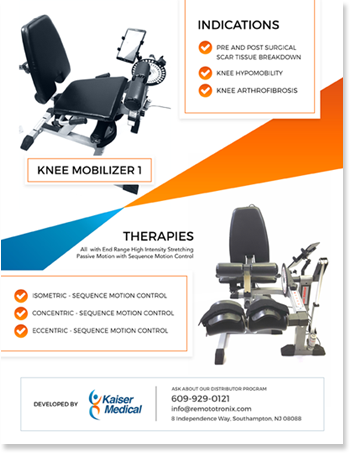 INDICATIONS
PRE AND POST SURGICAL
SCAR TISSUE BREAKDOWN
KNEE HYPOMOBILITY
KNEE ARTHROFIBROSIS
KNEE MOBILIZER 1
THERAPIES
All with End Range High Intensity Stretching
Passive Motion with Sequence Motion Control
ISOMETRIC - SEQUENCE MOTION CONTROL
CONCENTRIC - SEQUENCE MOTION CONTROL
ECCENTRIC - SEQUENCE MOTION CONTROL
DEVELOPED BY
Kaiser
Medical
ASK ABOUT OUR DISTRIBUTOR PROGRAM
609-929-0121
info@remototronix.com
8 Independence Way, Southampton, NJ 08088